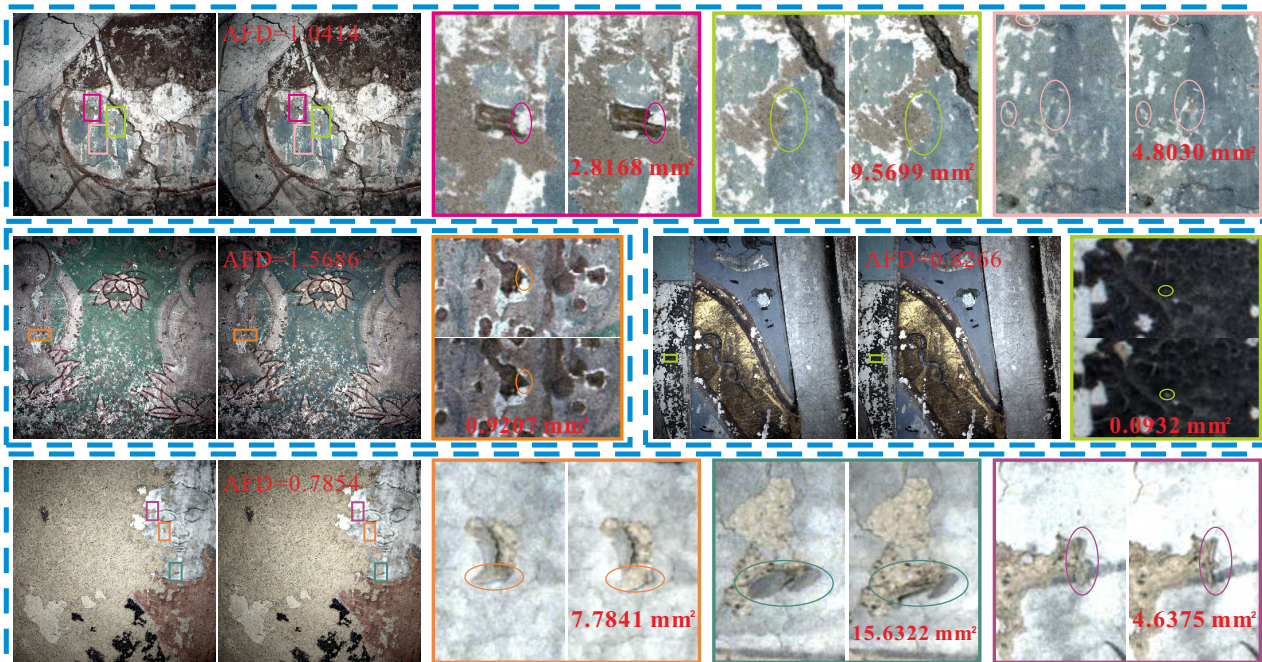 AFD=1.0414
2.8168 mm²
9.5699 mm²
4.8030 mm²
AFD=1.5686
0.9207 mm²
AFD=0.8266
0.0932 mm²
AFD=0.7854
7.7841 mm²
15.6322 mm²
4.6375 mm²